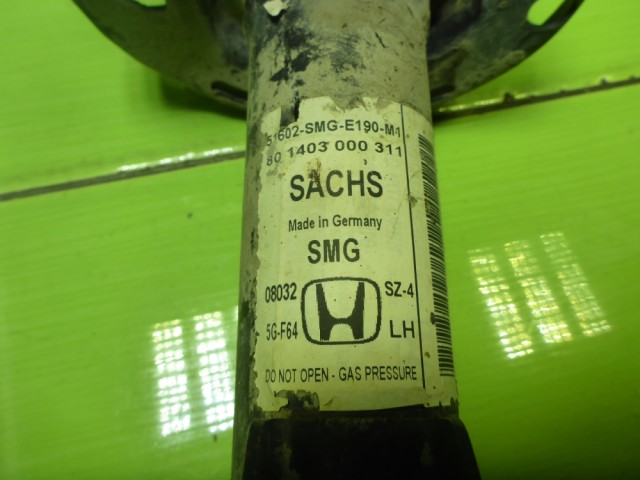 51602-SMG-E190-M1
80 1403 000 311
SACHS
Made in Germany
SMG
08032 SZ-4
5G-F64 LH
DO NOT OPEN - GAS PRESSURE